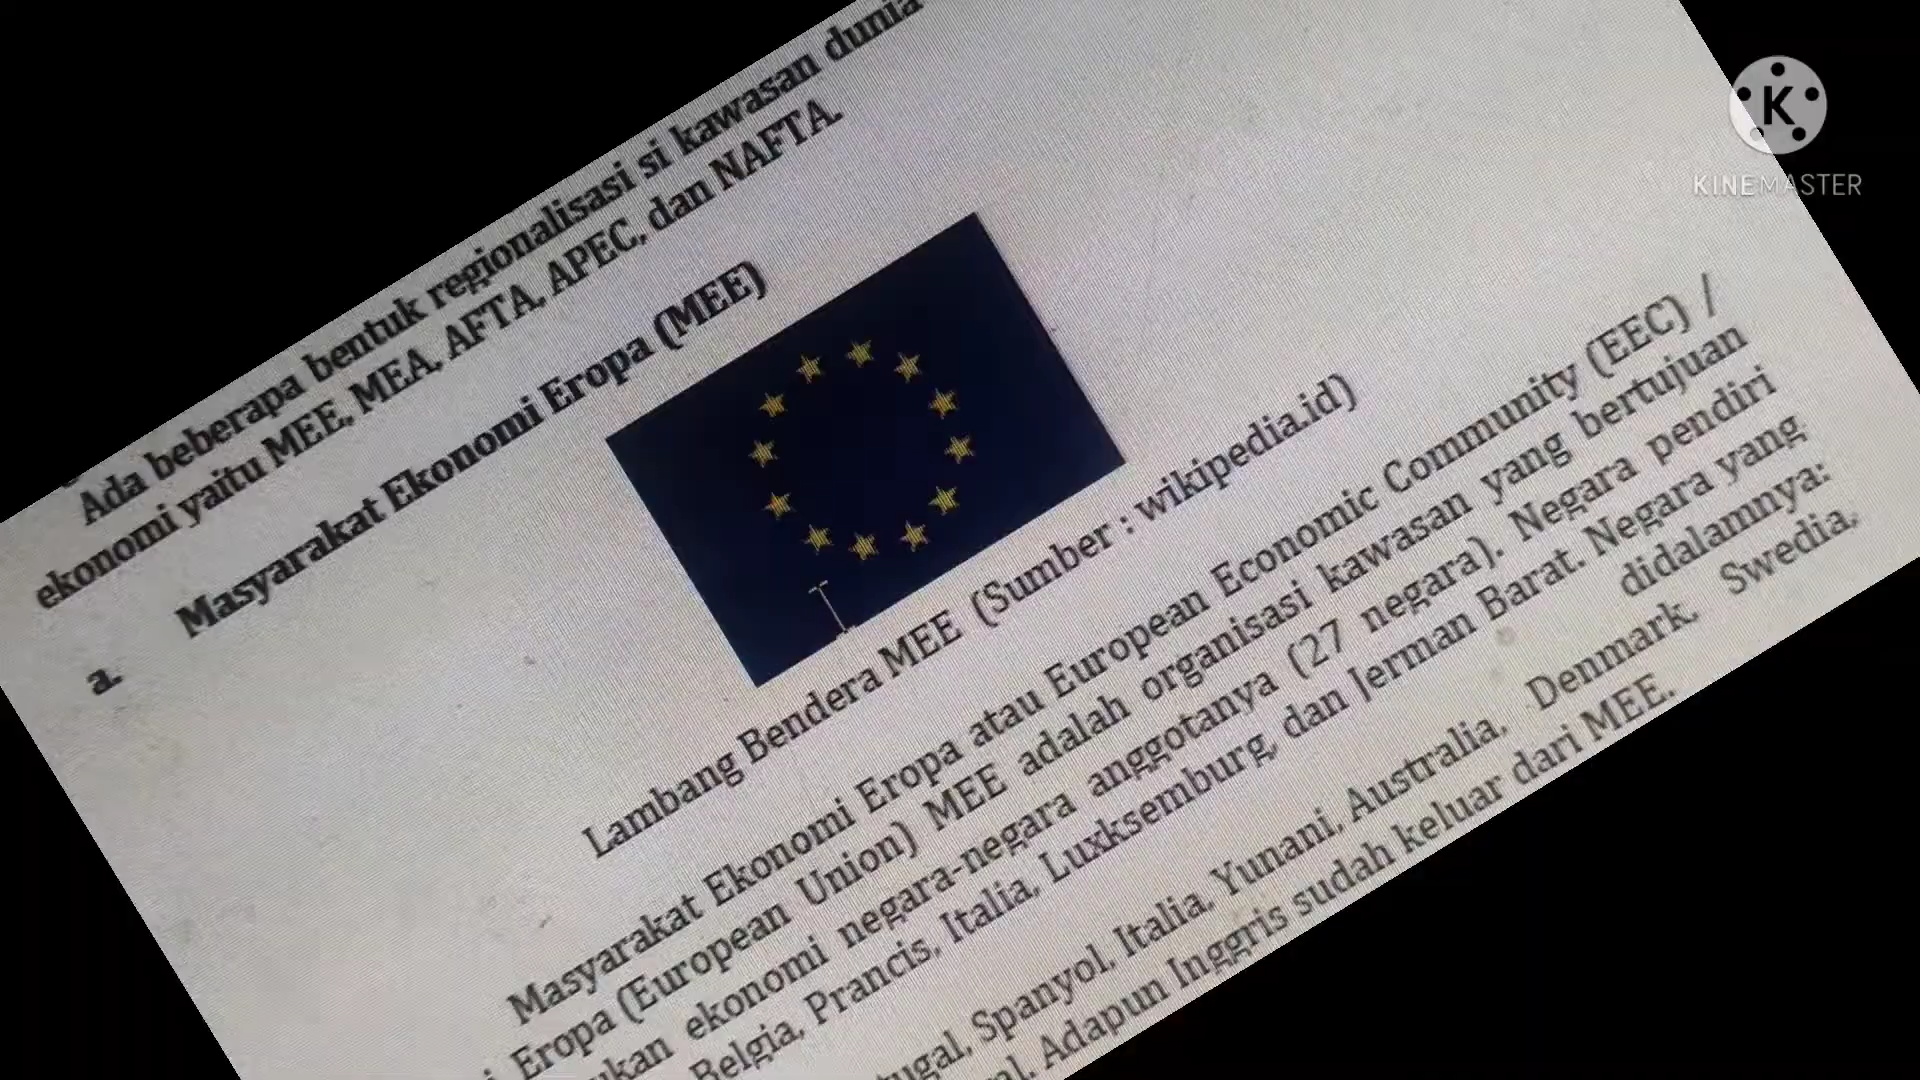 Ada beberapa bentuk regionalisasi si kawasan dunia
ekonomi yaitu MEE, MEA, AFTA, APEC, dan NAFTA.
a. Masyarakat Ekonomi Eropa (MEE)
Lambang Bendera MEE (Sumber : wikipedia.id)
Masyarakat Ekonomi Eropa atau European Economic Community (EEC) /
Eropa (European Union) MEE adalah organisasi kawasan yang bertujuan
ekonomi negara-negara anggotanya (27 negara). Negara pendiri
Belgia, Prancis, Italia, Luxksemburg, dan Jerman Barat. Negara yang
didalamnya:
Spanyol, Italia, Yunani, Australia, Denmark, Swedia,
Adapun Inggris sudah keluar dari MEE.
K
KINEMASTER